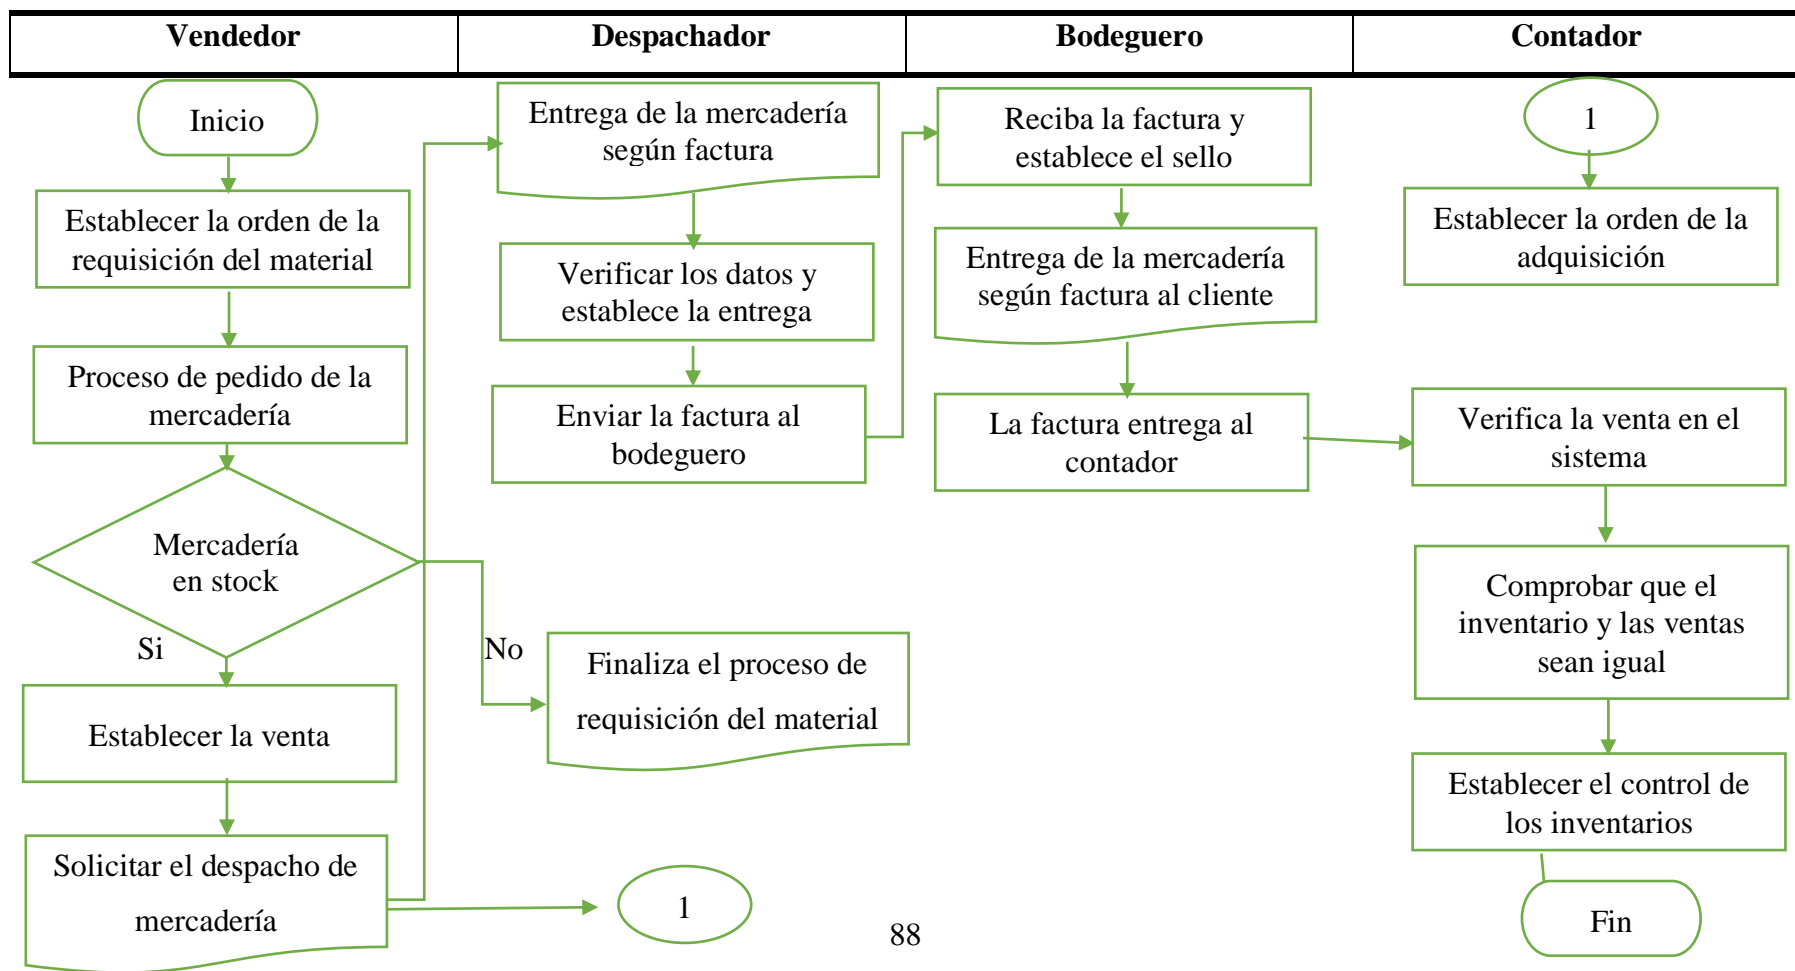 Vendedor
Despachador
Bodeguero
Contador
Inicio
Establecer la orden de la
requisición del material
Proceso de pedido de la
mercadería
Mercadería
en stock
Si
No
Establecer la venta
Solicitar el despacho de
mercadería
Entrega de la mercadería
según factura
Verificar los datos y
establece la entrega
Enviar la factura al
bodeguero
Finaliza el proceso de
requisición del material
1
Reciba la factura y
establece el sello
Entrega de la mercadería
según factura al cliente
La factura entrega al
contador
1
Establecer la orden de la
adquisición
Verifica la venta en el
sistema
Comprobar que el
inventario y las ventas
sean igual
Establecer el control de
los inventarios
Fin
88